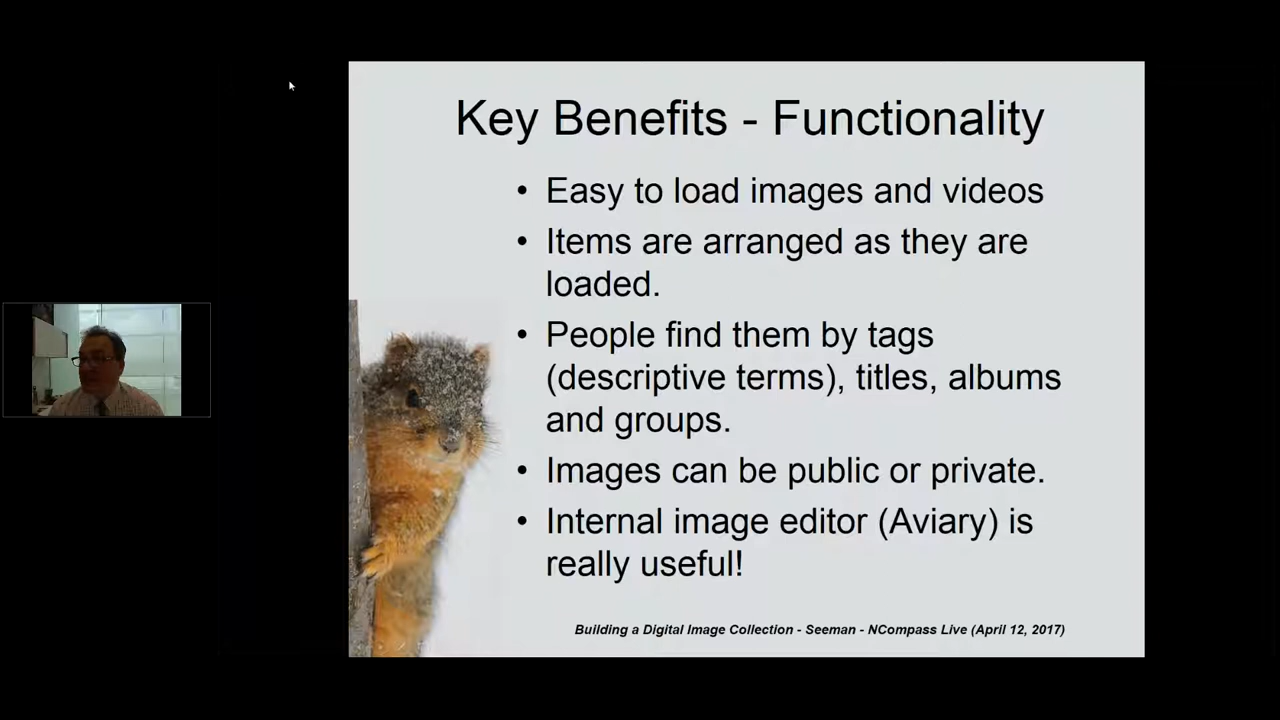 Key Benefits - Functionality
• Easy to load images and videos
• Items are arranged as they are
loaded.
• People find them by tags
(descriptive terms), titles, albums
and groups.
• Images can be public or private.
• Internal image editor (Aviary) is
really useful!
Building a Digital Image Collection - Seeman - NCompass Live (April 12, 2017)